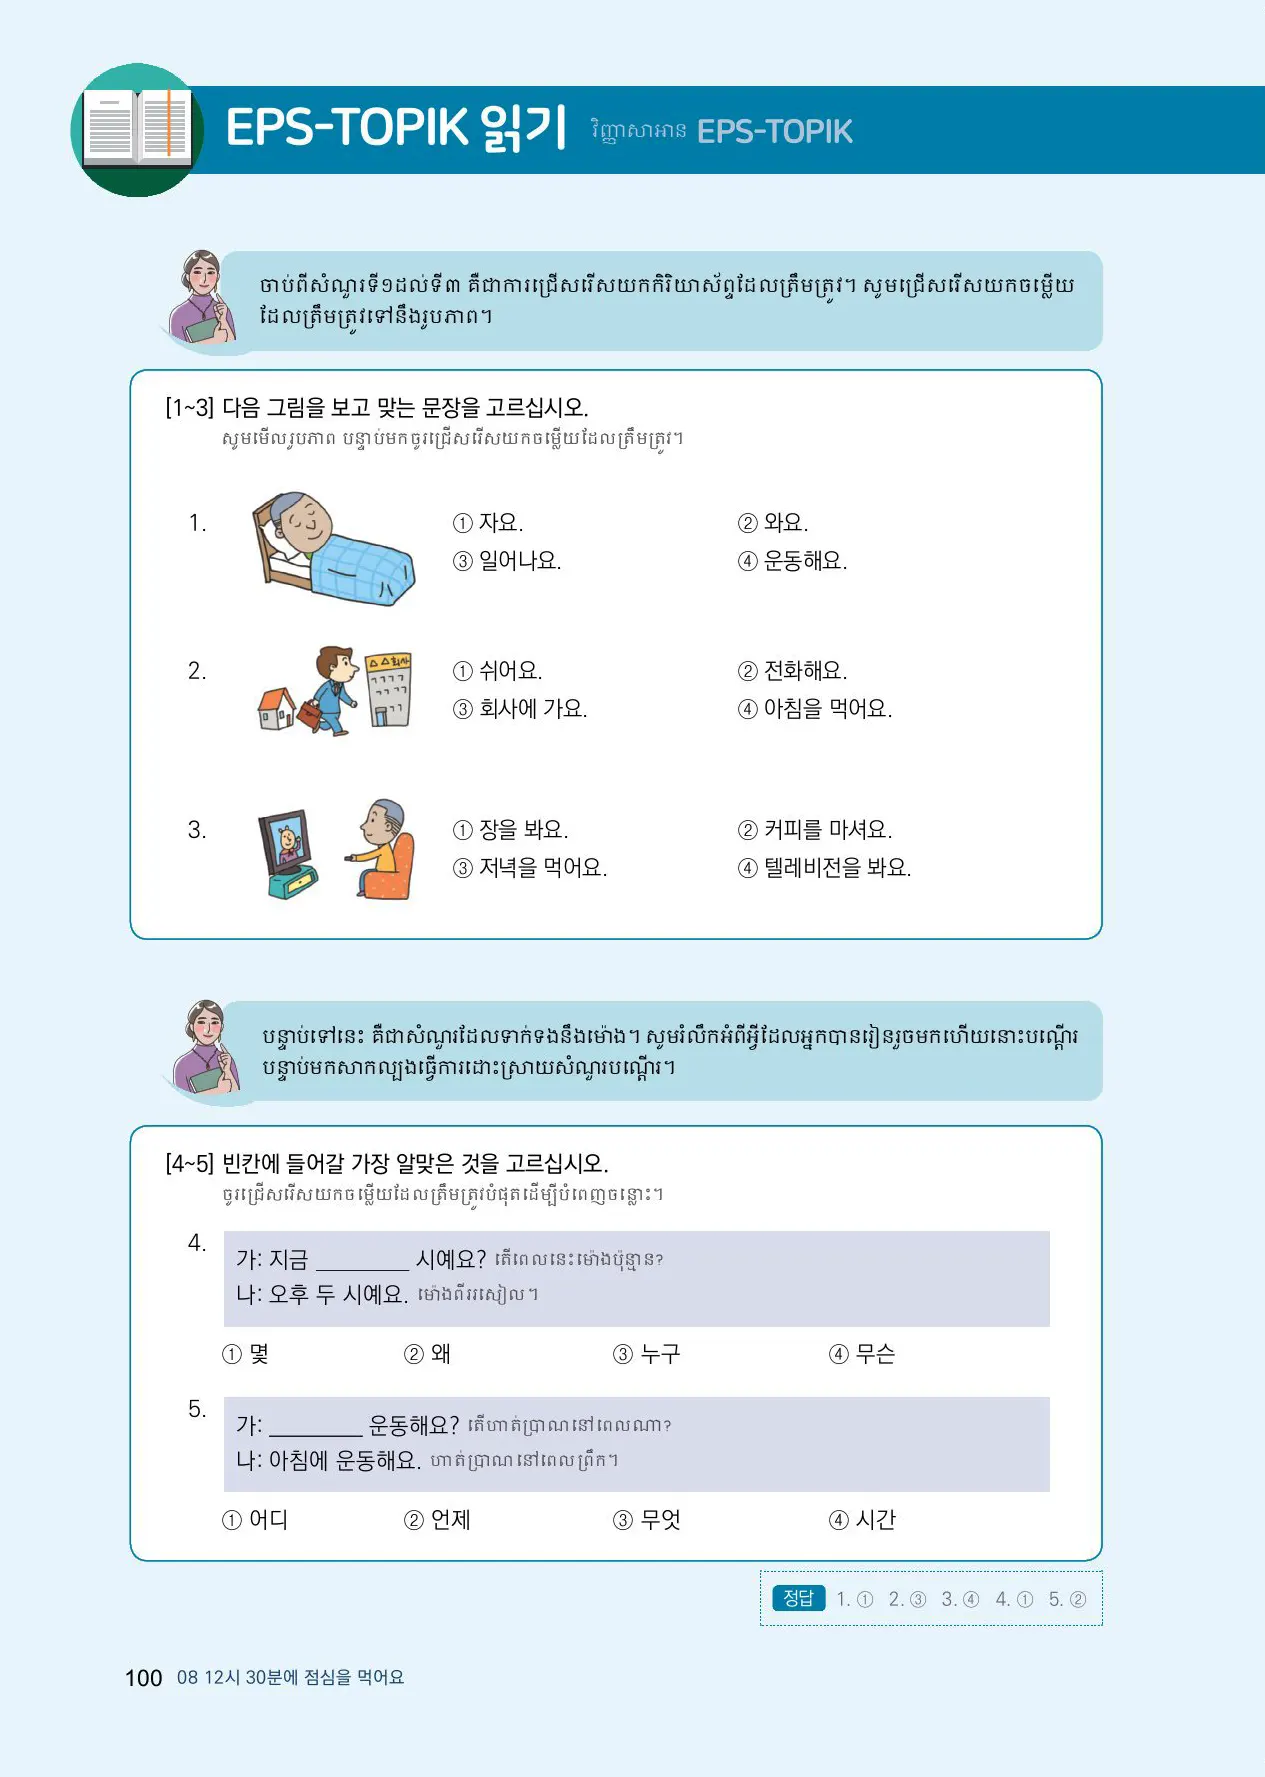 EPS-TOPIK 읽기 វិញ្ញាសាអាន EPS-TOPIK
ចាប់ពីសំណួរទី១ដល់ទី៣ គឺជាការជ្រើសរើសយកកិរិយាស័ព្ទដែលត្រឹមត្រូវ។ សូមជ្រើសរើសយកចម្លើយ
ដែលត្រឹមត្រូវទៅនឹងរូបភាព។
[1~3] 다음 그림을 보고 맞는 문장을 고르십시오.
សូមមើលរូបភាព បន្ទាប់មកចូរជ្រើសរើសយកចម្លើយដែលត្រឹមត្រូវ។
1. ① 자요. ② 와요.
③ 일어나요. ④ 운동해요.
△△회사
2. ① 쉬어요. ② 전화해요.
③ 회사에 가요. ④ 아침을 먹어요.
3. ① 장을 봐요. ② 커피를 마셔요.
③ 저녁을 먹어요. ④ 텔레비전을 봐요.
បន្ទាប់ទៅនេះ គឺជាសំណួរដែលទាក់ទងនឹងម៉ោង។ សូមរំលឹកអំពីអ្វីដែលអ្នកបានរៀនរួចមកហើយនោះបណ្តើរ
បន្ទាប់មកសាកល្បងធ្វើការដោះស្រាយសំណួរបណ្តើរ។
[4~5] 빈칸에 들어갈 가장 알맞은 것을 고르십시오.
ចូរជ្រើសរើសយកចម្លើយដែលត្រឹមត្រូវបំផុតដើម្បីបំពេញចន្លោះ។
4. 가: 지금 ________ 시예요? តើពេលនេះម៉ោងប៉ុន្មាន?
나: 오후 두 시예요. ម៉ោងពីររសៀល។
① 몇 ② 왜 ③ 누구 ④ 무슨
5. 가: ________ 운동해요? តើហាត់ប្រាណនៅពេលណា?
나: 아침에 운동해요. ហាត់ប្រាណនៅពេលព្រឹក។
① 어디 ② 언제 ③ 무엇 ④ 시간
정답 1. ① 2. ③ 3. ④ 4. ① 5. ②
100 08 12시 30분에 점심을 먹어요